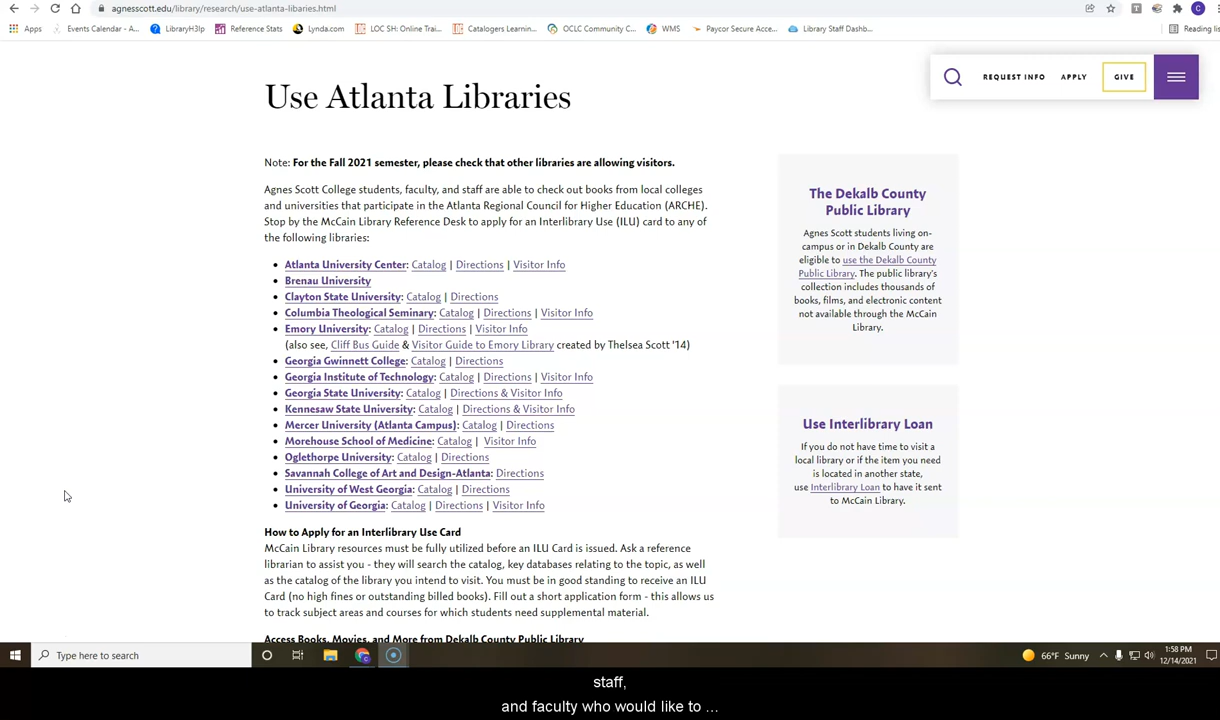 agnesscott.edu/library/research/use-atlanta-libaries.html
Apps
Events Calendar - A...
LibraryH3lp
Reference Stats
Lynda.com
LOC SH: Online Trai...
Catalogers Learnin...
OCLC Community C...
WMS
Paycor Secure Acce...
Library Staff Dashb...
Reading list
REQUEST INFO
APPLY
GIVE
Use Atlanta Libraries
Note: For the Fall 2021 semester, please check that other libraries are allowing visitors.
Agnes Scott College students, faculty, and staff are able to check out books from local colleges
and universities that participate in the Atlanta Regional Council for Higher Education (ARCHE).
Stop by the McCain Library Reference Desk to apply for an Interlibrary Use (ILU) card to any of
the following libraries:
Atlanta University Center: Catalog | Directions | Visitor Info
Brenau University
Clayton State University: Catalog | Directions
Columbia Theological Seminary: Catalog | Directions | Visitor Info
Emory University: Catalog | Directions | Visitor Info
(also see, Cliff Bus Guide & Visitor Guide to Emory Library created by Thelsea Scott '14)
Georgia Gwinnett College: Catalog | Directions
Georgia Institute of Technology: Catalog | Directions | Visitor Info
Georgia State University: Catalog | Directions & Visitor Info
Kennesaw State University: Catalog | Directions & Visitor Info
Mercer University (Atlanta Campus): Catalog | Directions
Morehouse School of Medicine: Catalog | Visitor Info
Oglethorpe University: Catalog | Directions
Savannah College of Art and Design-Atlanta: Directions
University of West Georgia: Catalog | Directions
University of Georgia: Catalog | Directions | Visitor Info
How to Apply for an Interlibrary Use Card
McCain Library resources must be fully utilized before an ILU Card is issued. Ask a reference
librarian to assist you - they will search the catalog, key databases relating to the topic, as well
as the catalog of the library you intend to visit. You must be in good standing to receive an ILU
Card (no high fines or outstanding billed books). Fill out a short application form - this allows us
to track subject areas and courses for which students need supplemental material.
Access Books, Movies, and More from Dekalb County Public Library
The Dekalb County
Public Library
Agnes Scott students living on-
campus or in Dekalb County are
eligible to use the Dekalb County
Public Library. The public library's
collection includes thousands of
books, films, and electronic content
not available through the McCain
Library.
Use Interlibrary Loan
If you do not have time to visit a
local library or if the item you need
is located in another state,
use Interlibrary Loan to have it sent
to McCain Library.
Type here to search
66°F Sunny
1:58 PM
12/14/2021
staff,
and faculty who would like to ...